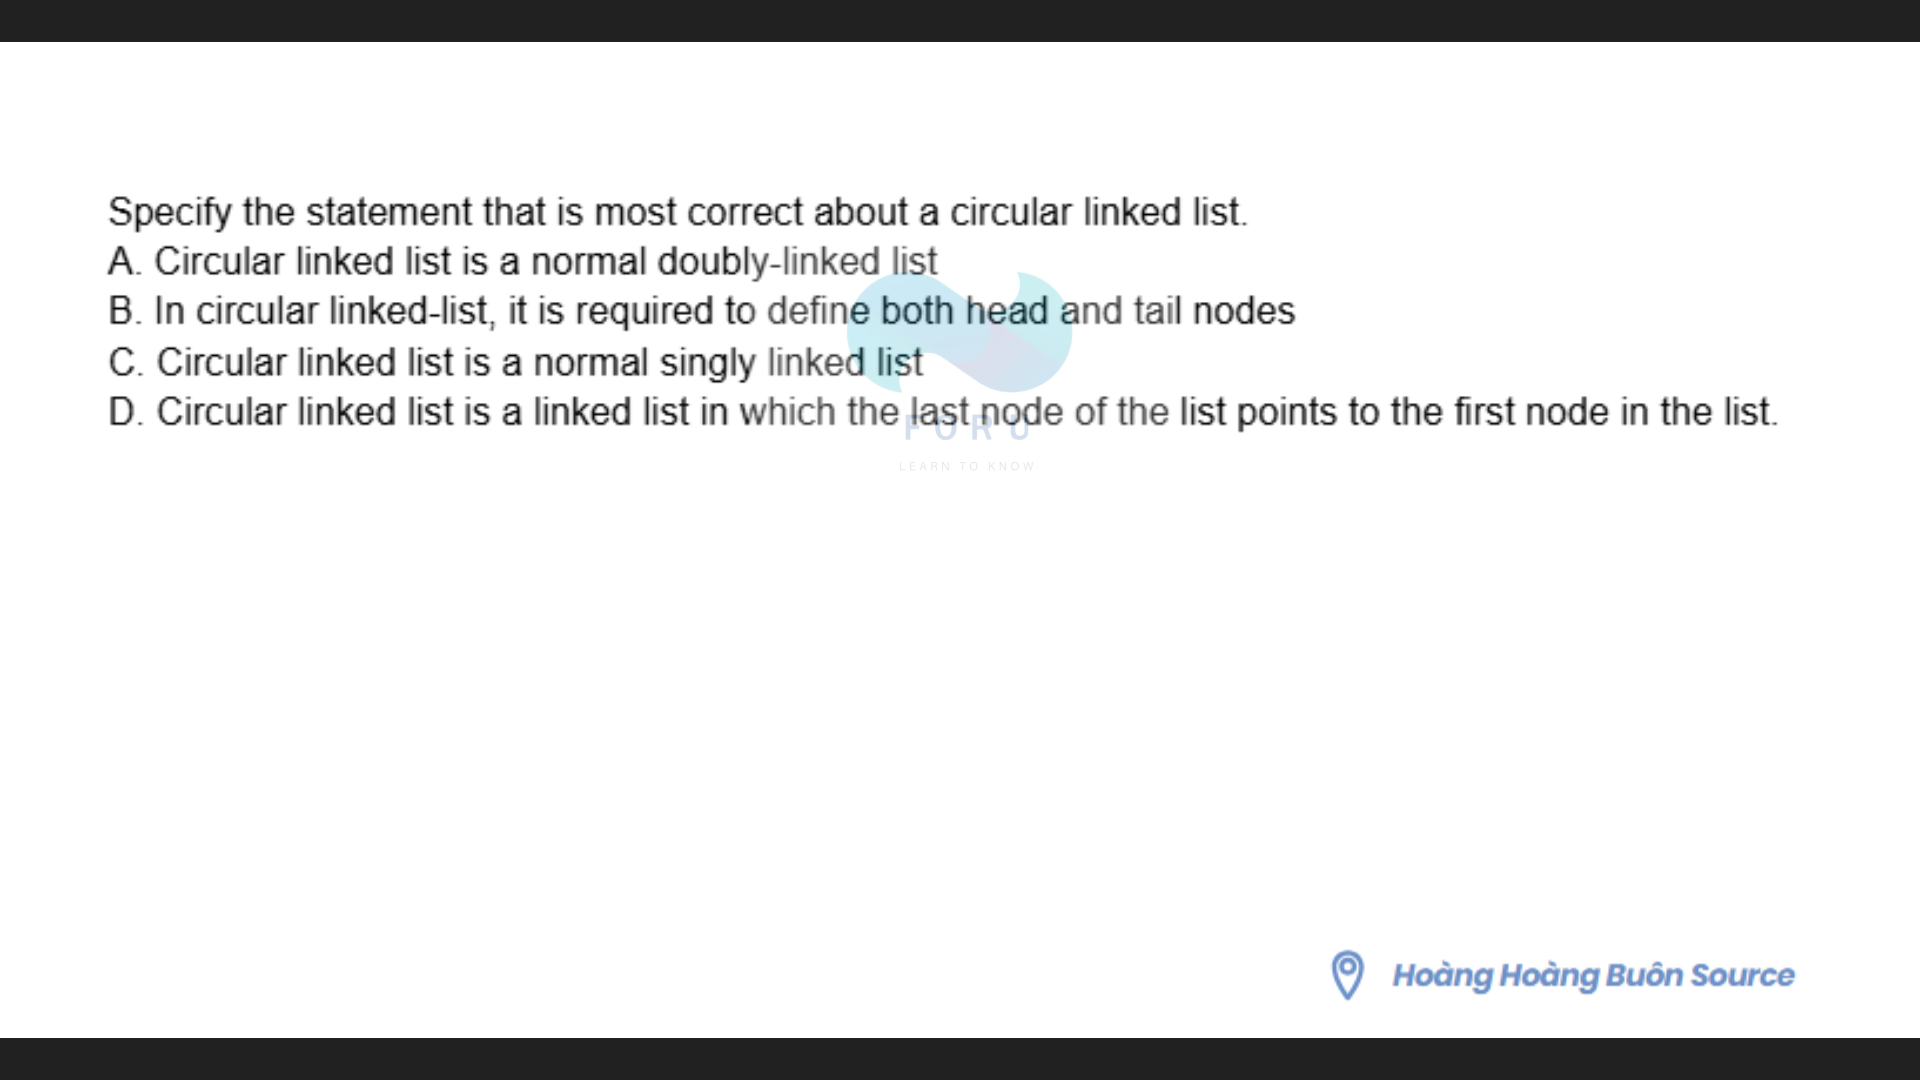 Specify the statement that is most correct about a circular linked list.
A. Circular linked list is a normal doubly-linked list
B. In circular linked-list, it is required to define both head and tail nodes
C. Circular linked list is a normal singly linked list
D. Circular linked list is a linked list in which the last node of the list points to the first node in the list.
FORU
LEARN TO KNOW
Hoàng Hoàng Buôn Source